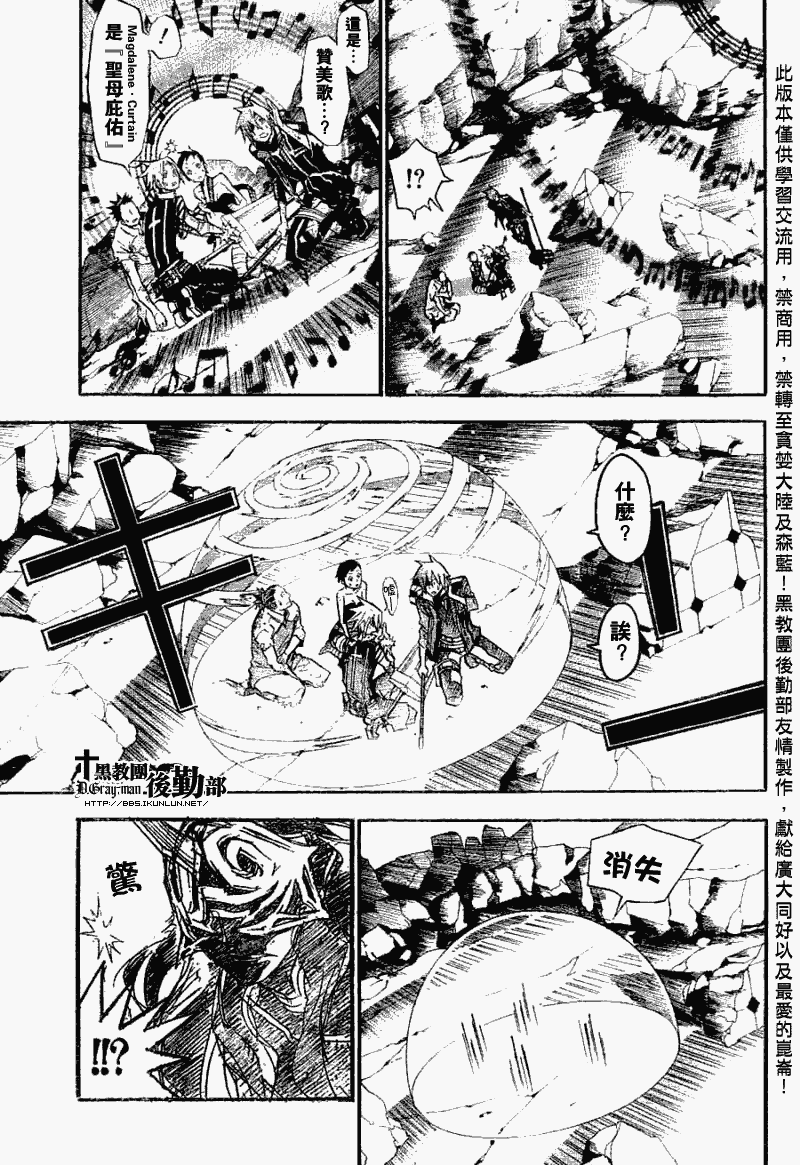 !?
這是…
贊美歌…?
!
Magdalene・Curtain
是『聖母庇佑』
什麼?
誒?
キ
消失
驚
!!?
黑教團
D.Gray-man
後勤部
HTTP://BBS.IKUNLUN.NET/
此版本僅供學習交流用，禁商用，禁轉至貪婪大陸及森藍！黑教團後勤部友情製作，獻給廣大同好以及最愛的崑崙！